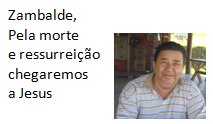 Zambalde,
Pela morte
e ressurreição
chegaremos
a Jesus